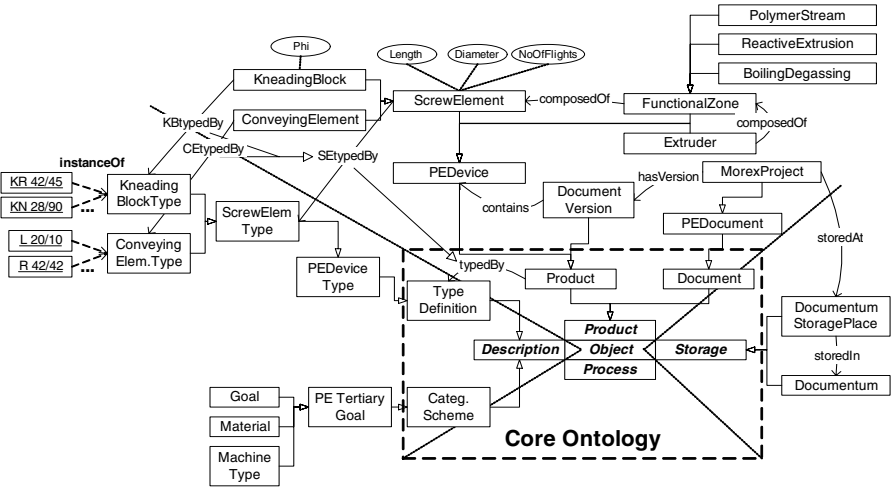 PolymerStream
Phi
ReactiveExtrusion
Length
Diameter
NoOfFlights
KneadingBlock
BoilingDegassing
ScrewElement
composedOf
FunctionalZone
KBtypedBy
ConveyingElement
composedOf
Extruder
CEtypedBy
SEtypedBy
instanceOf
KR 42/45
Kneading
BlockType
PEDevice
hasVersion
MorexProject
KN 28/90
...
contains
Document
Version
ScrewElem
Type
PEDocument
L 20/10
Conveying
Elem.Type
storedAt
R 42/42
...
PEDevice
Type
typedBy
Product
Document
Type
Definition
Documentum
StoragePlace
Product
Description
Object
Storage
Process
storedIn
Documentum
Goal
PE Tertiary
Goal
Categ.
Scheme
Material
Machine
Type
Core Ontology